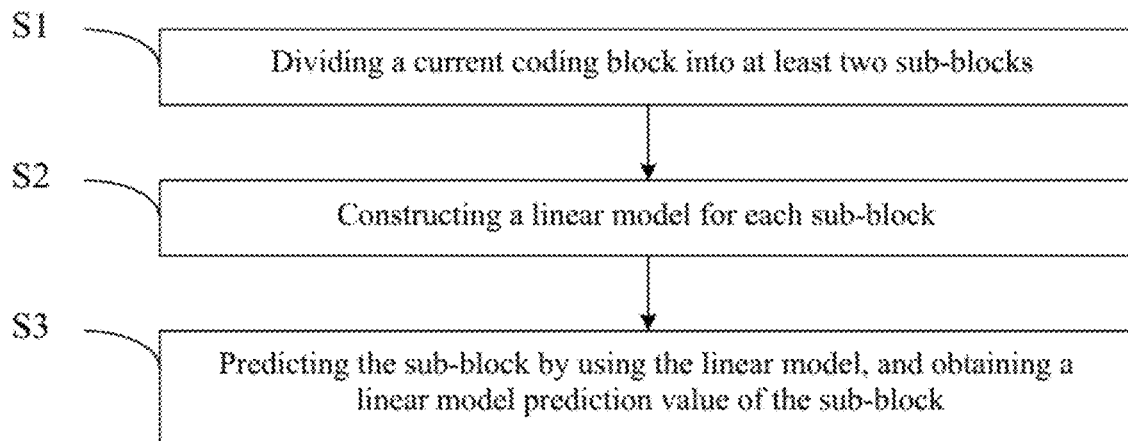 S1
Dividing a current coding block into at least two sub-blocks
S2
Constructing a linear model for each sub-block
S3
Predicting the sub-block by using the linear model, and obtaining a
linear model prediction value of the sub-block